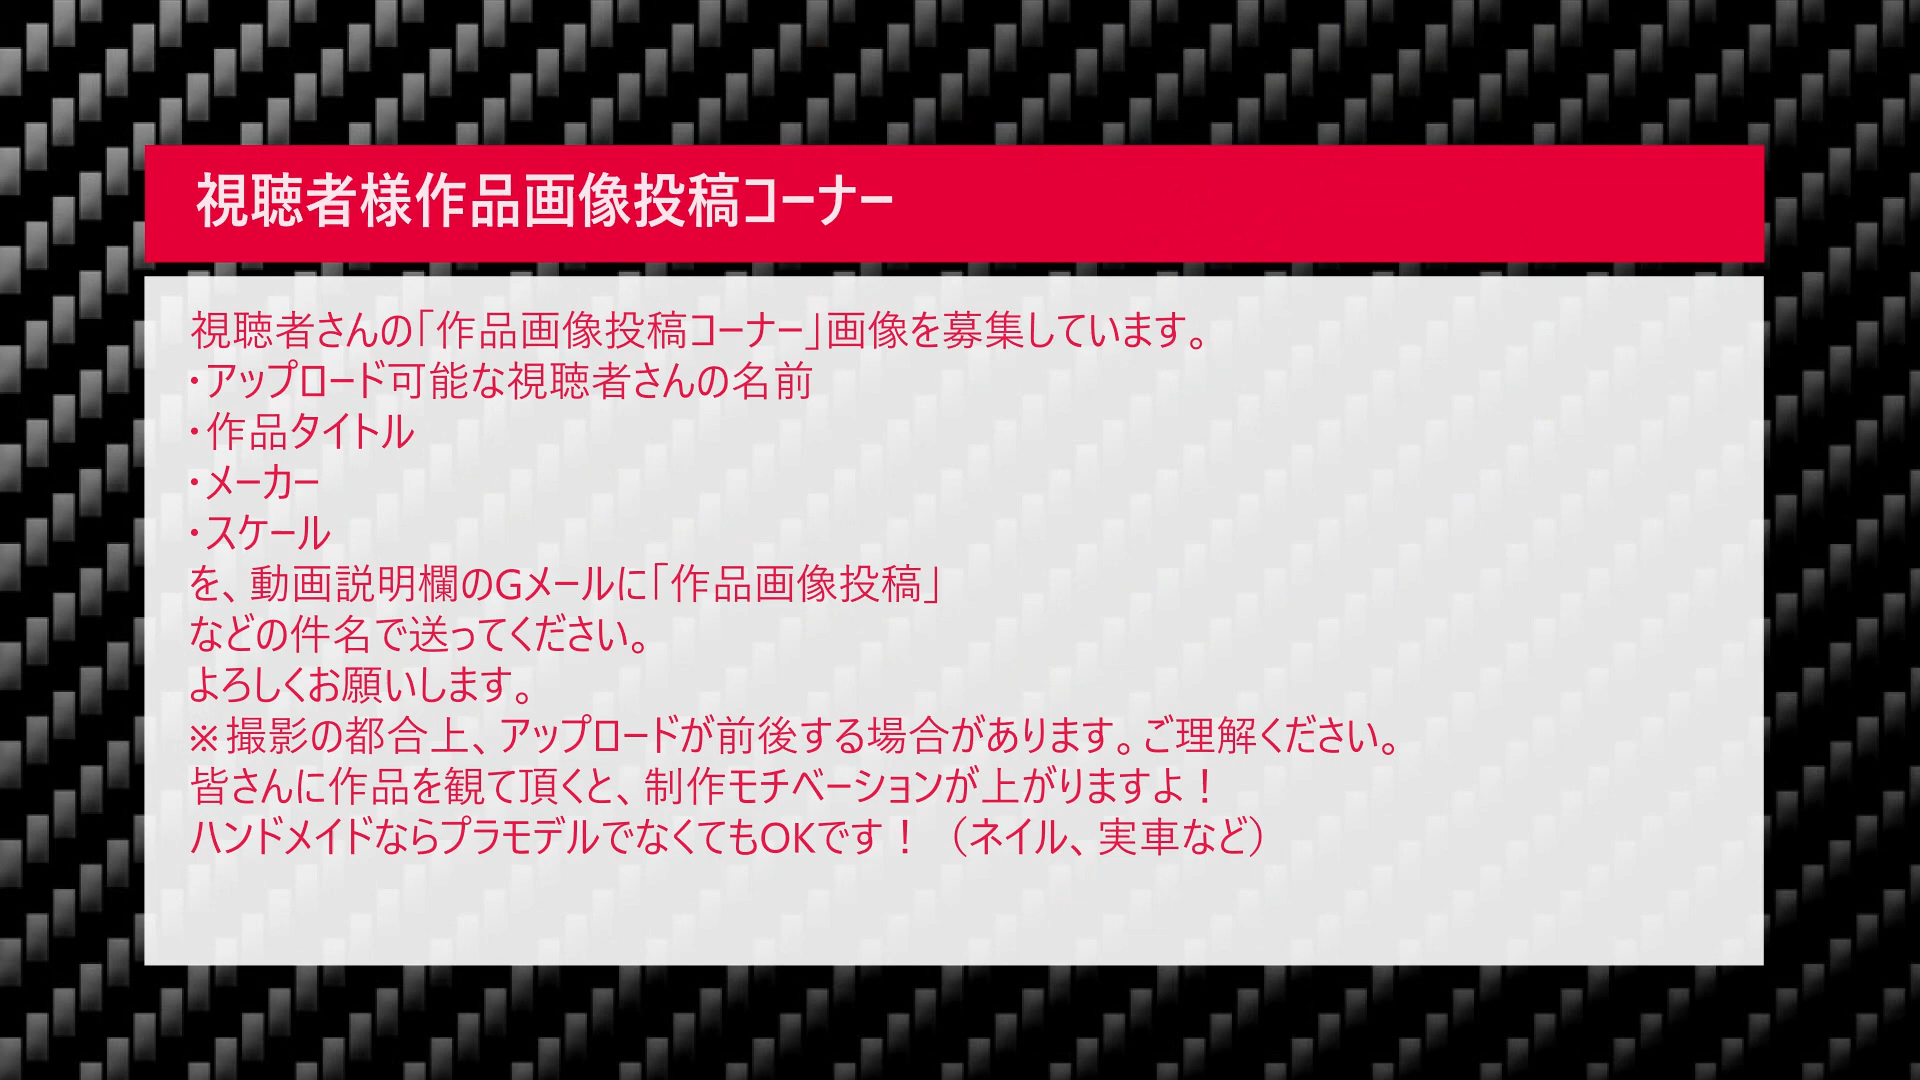 視聴者様作品画像投稿コーナー
視聴者さんの「作品画像投稿コーナー」画像を募集しています。
・アップロード可能な視聴者さんの名前
・作品タイトル
・メーカー
・スケール
を、動画説明欄のGメールに「作品画像投稿」
などの件名で送ってください。
よろしくお願いします。
※撮影の都合上、アップロードが前後する場合があります。ご理解ください。
皆さんに作品を観て頂くと、制作モチベーションが上がりますよ！
ハンドメイドならプラモデルでなくてもOKです！　（ネイル、実車など）